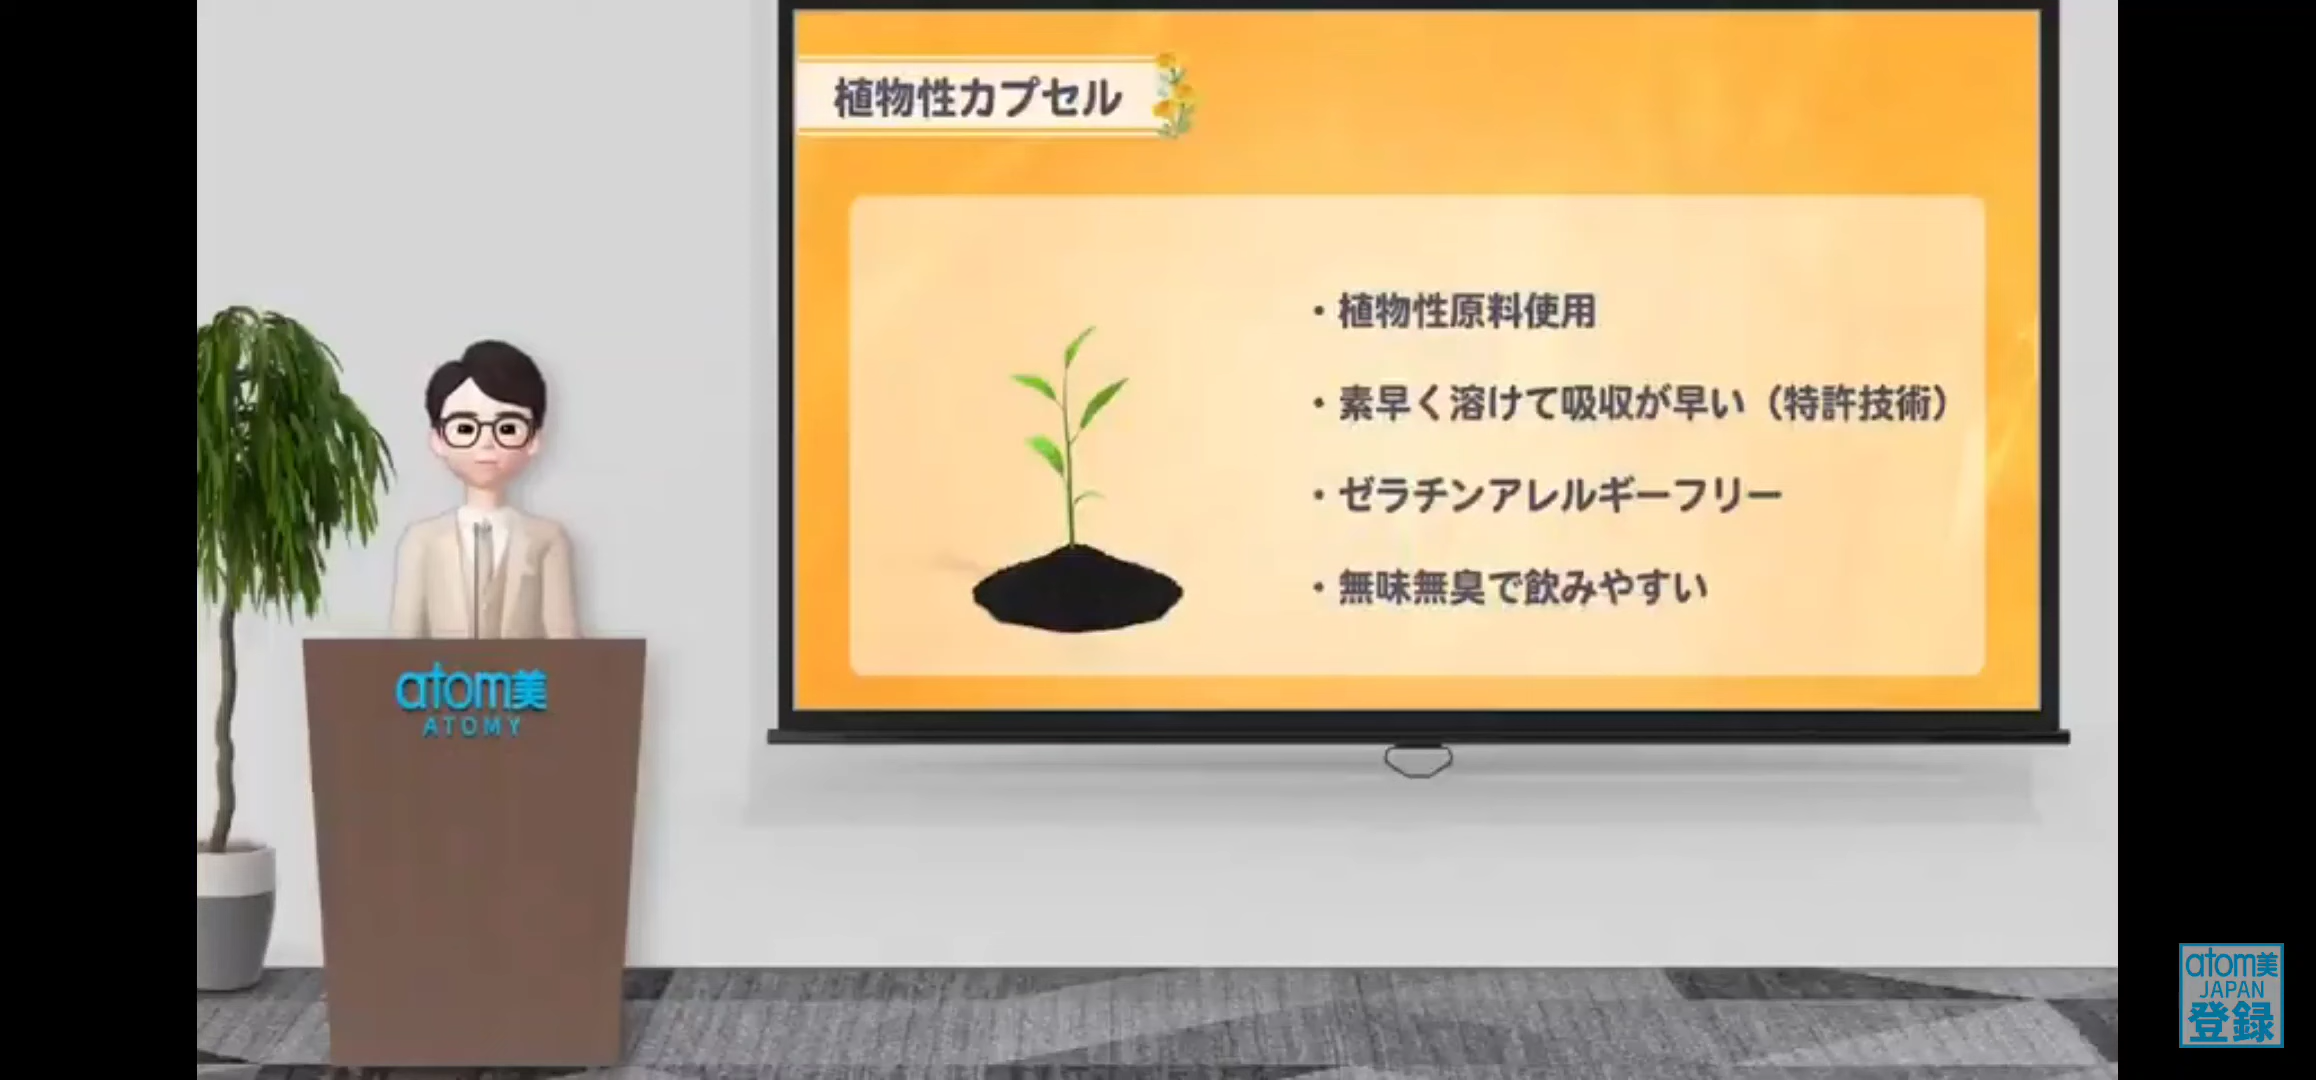 植物性カプセル
・植物性原料使用
・素早く溶けて吸収が早い（特許技術）
・ゼラチンアレルギーフリー
・無味無臭で飲みやすい
atom美
ATOMY
atom美
JAPAN
登録